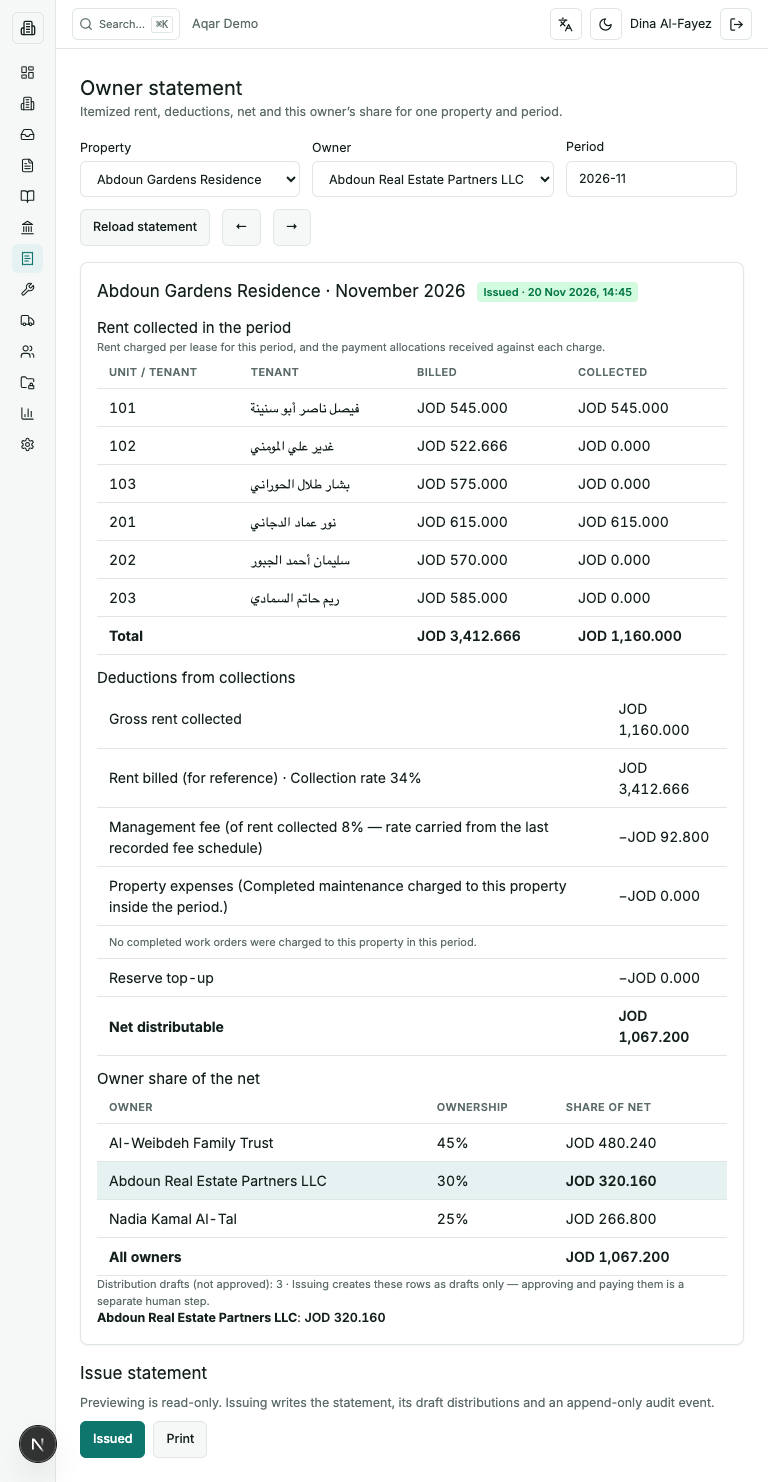 Search... ⌘K Aqar Demo Dina Al-Fayez
Owner statement
Itemized rent, deductions, net and this owner's share for one property and period.
Property Owner Period
Abdoun Gardens Residence Abdoun Real Estate Partners LLC 2026-11
Reload statement ← →
Abdoun Gardens Residence · November 2026 Issued · 20 Nov 2026, 14:45
Rent collected in the period
Rent charged per lease for this period, and the payment allocations received against each charge.
UNIT / TENANT TENANT BILLED COLLECTED
101 فيصل ناصر أبو سنينة JOD 545.000 JOD 545.000
102 غدير علي المومني JOD 522.666 JOD 0.000
103 بشار طلال الحوراني JOD 575.000 JOD 0.000
201 نور عماد الدجاني JOD 615.000 JOD 615.000
202 سليمان أحمد الجبور JOD 570.000 JOD 0.000
203 ريم حاتم السمادي JOD 585.000 JOD 0.000
Total JOD 3,412.666 JOD 1,160.000
Deductions from collections
Gross rent collected JOD
1,160.000
Rent billed (for reference) · Collection rate 34% JOD
3,412.666
Management fee (of rent collected 8% — rate carried from the last
recorded fee schedule) −JOD 92.800
Property expenses (Completed maintenance charged to this property
inside the period.) −JOD 0.000
No completed work orders were charged to this property in this period.
Reserve top-up −JOD 0.000
Net distributable JOD
1,067.200
Owner share of the net
OWNER OWNERSHIP SHARE OF NET
Al-Weibdeh Family Trust 45% JOD 480.240
Abdoun Real Estate Partners LLC 30% JOD 320.160
Nadia Kamal Al-Tal 25% JOD 266.800
All owners JOD 1,067.200
Distribution drafts (not approved): 3 · Issuing creates these rows as drafts only — approving and paying them is a
separate human step.
Abdoun Real Estate Partners LLC: JOD 320.160
Issue statement
Previewing is read-only. Issuing writes the statement, its draft distributions and an append-only audit event.
Issued Print
N